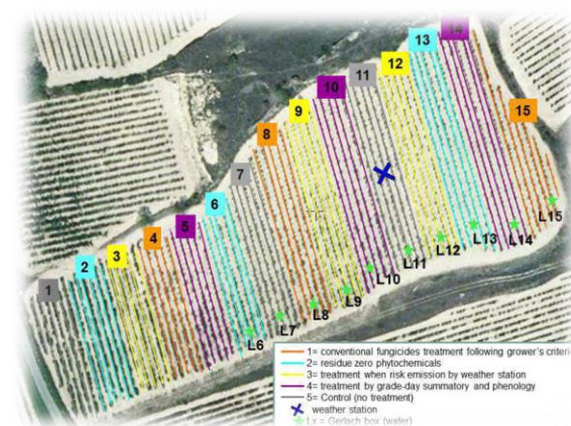 14
13
12
11
10
9
8
7
6
5
4
3
2
1
15
L15
L14
L13
L12
L11
L10
L9
L8
L7
L6
1= conventional fungicides treatment following grower's criteri
2= residue zero phytochemicals
3= treatment when risk emission by weather station
4= treatment by grade-day summatory and phenology
5= Control (no treatment)
weather station
Lx = Gerlach box (water)